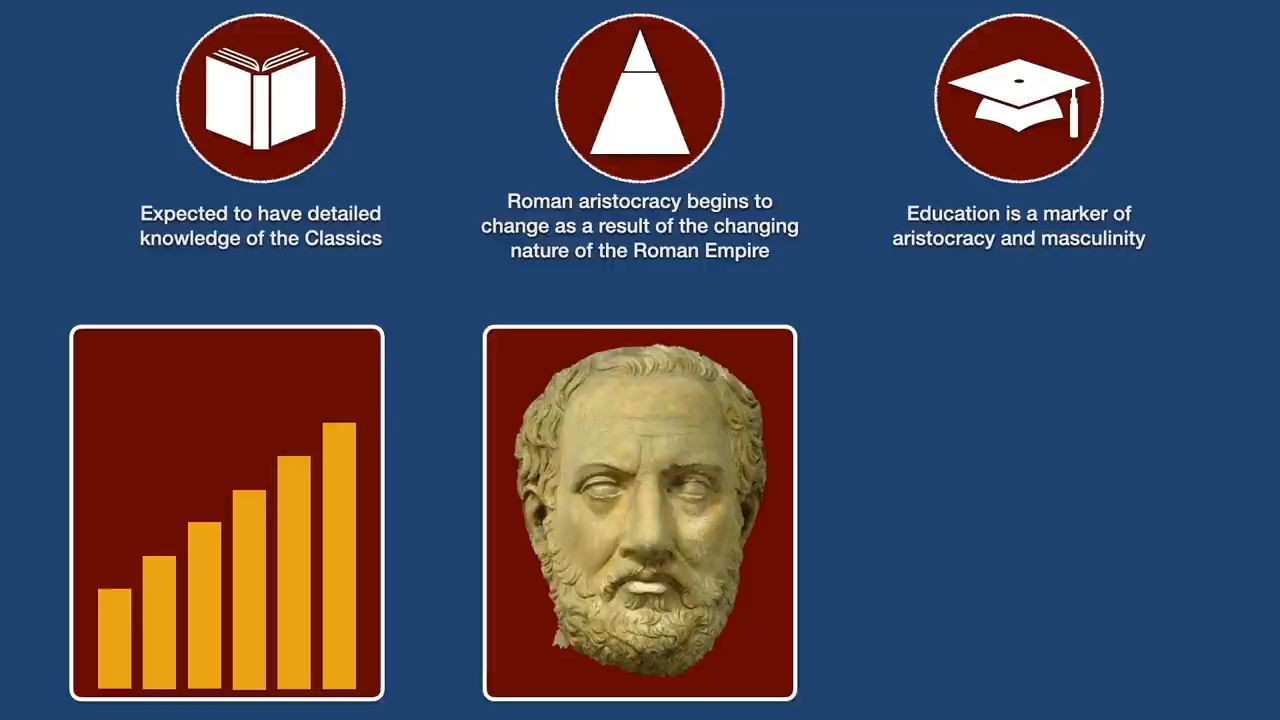 Expected to have detailed
knowledge of the Classics
Roman aristocracy begins to
change as a result of the changing
nature of the Roman Empire
Education is a marker of
aristocracy and masculinity